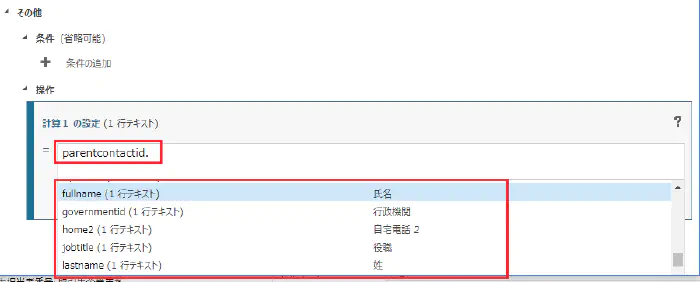 その他
条件 (省略可能)
条件の追加
操作
計算1 の設定 (1 行テキスト)
?
= parentcontactid.
fullname (1 行テキスト) 氏名
governmentid (1 行テキスト) 行政機関
home2 (1 行テキスト) 自宅電話 2
jobtitle (1 行テキスト) 役職
lastname (1 行テキスト) 姓